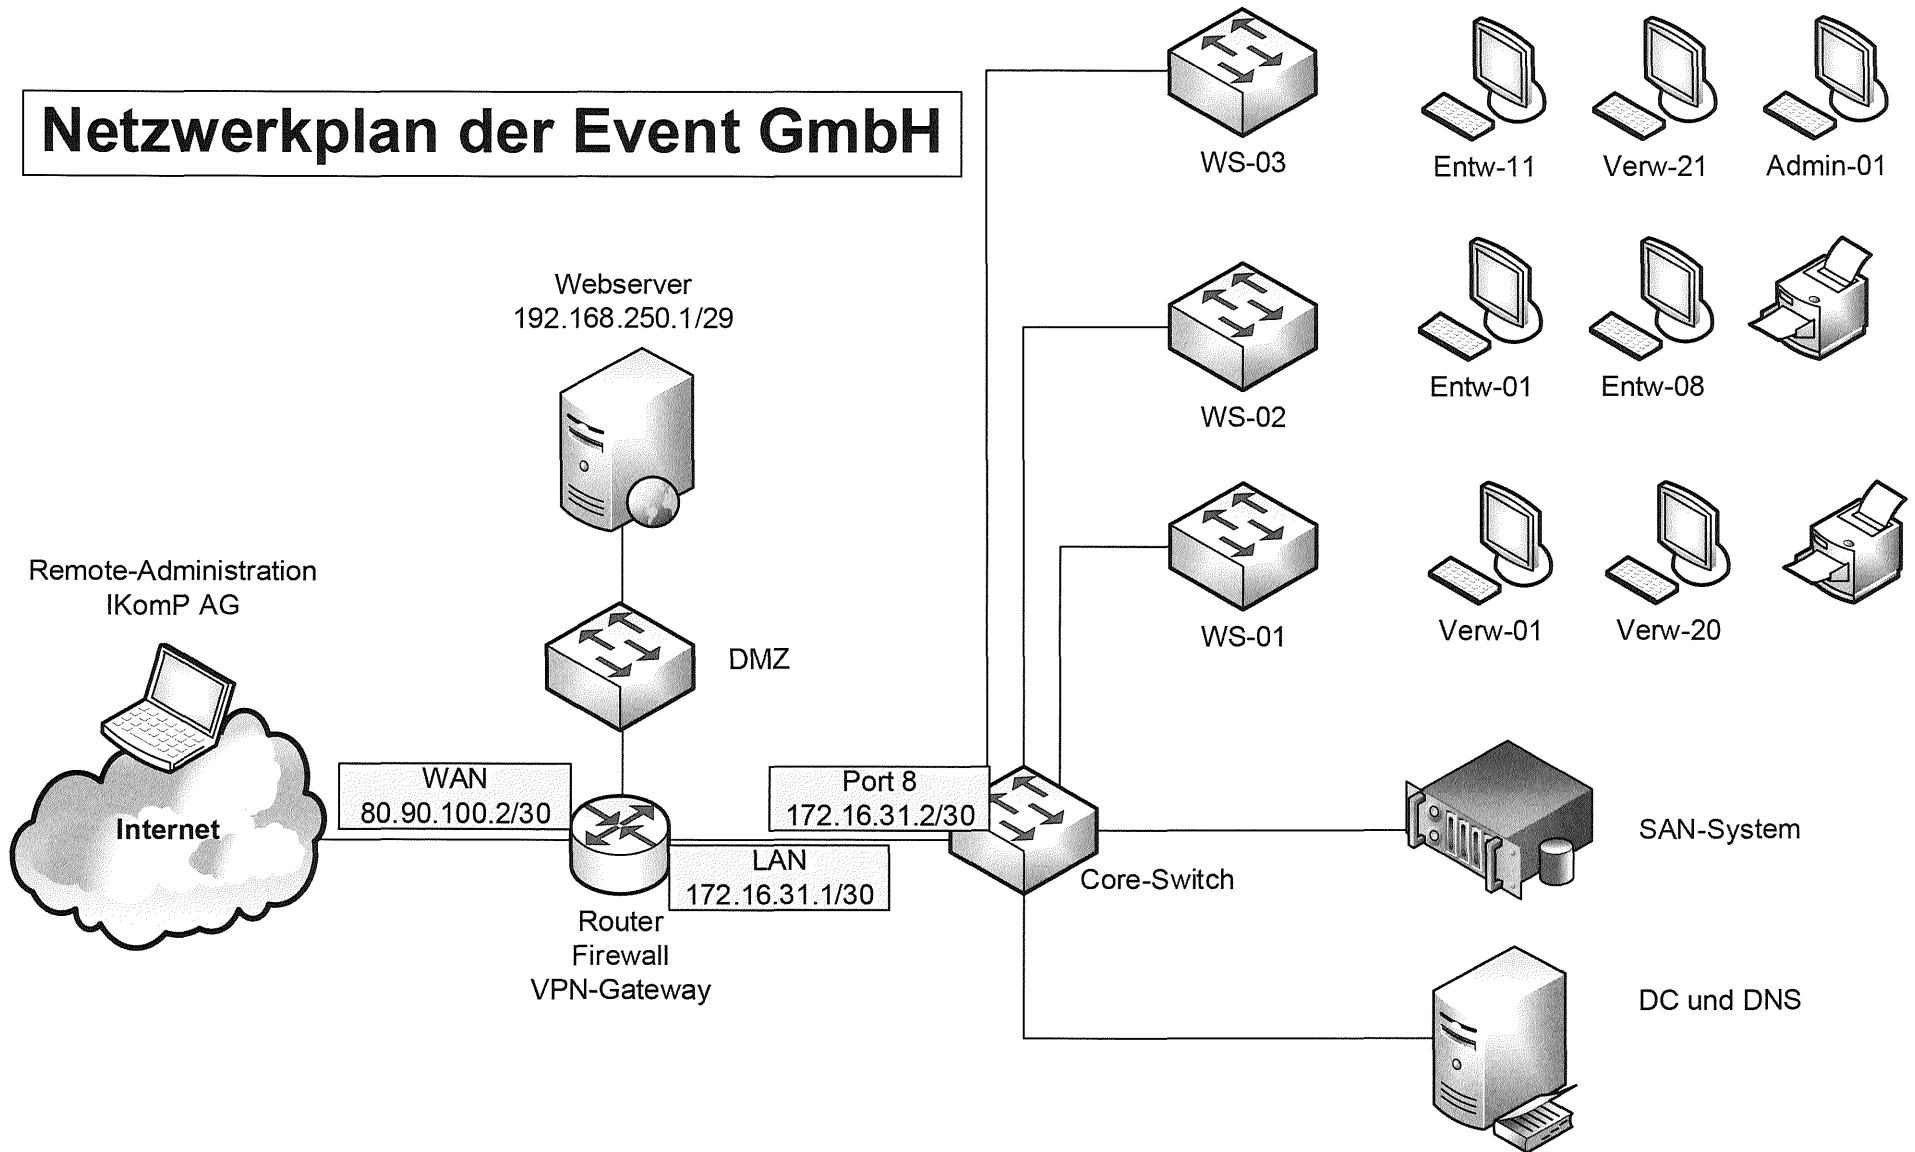 Netzwerkplan der Event GmbH
WS-03
Entw-11
Verw-21
Admin-01
Webserver
192.168.250.1/29
WS-02
Entw-01
Entw-08
Remote-Administration
IKomP AG
DMZ
WS-01
Verw-01
Verw-20
Internet
WAN
80.90.100.2/30
Port 8
172.16.31.2/30
LAN
172.16.31.1/30
Router
Firewall
VPN-Gateway
Core-Switch
SAN-System
DC und DNS